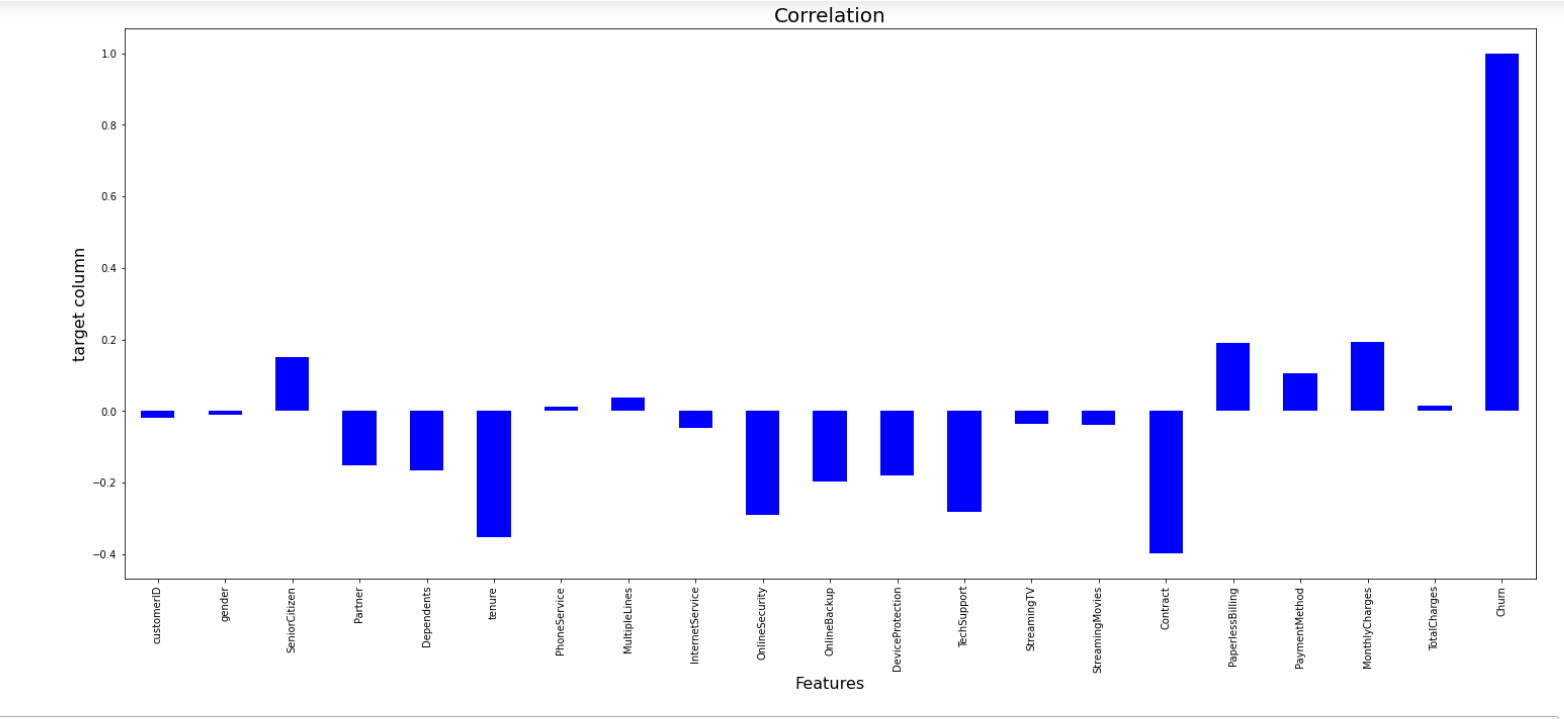 Correlation
1.0
0.8
0.6
0.4
0.2
0.0
−0.2
−0.4
target column
customerID
gender
SeniorCitizen
Partner
Dependents
tenure
PhoneService
MultipleLines
InternetService
OnlineSecurity
OnlineBackup
DeviceProtection
TechSupport
StreamingTV
StreamingMovies
Contract
PaperlessBilling
PaymentMethod
MonthlyCharges
TotalCharges
Churn
Features